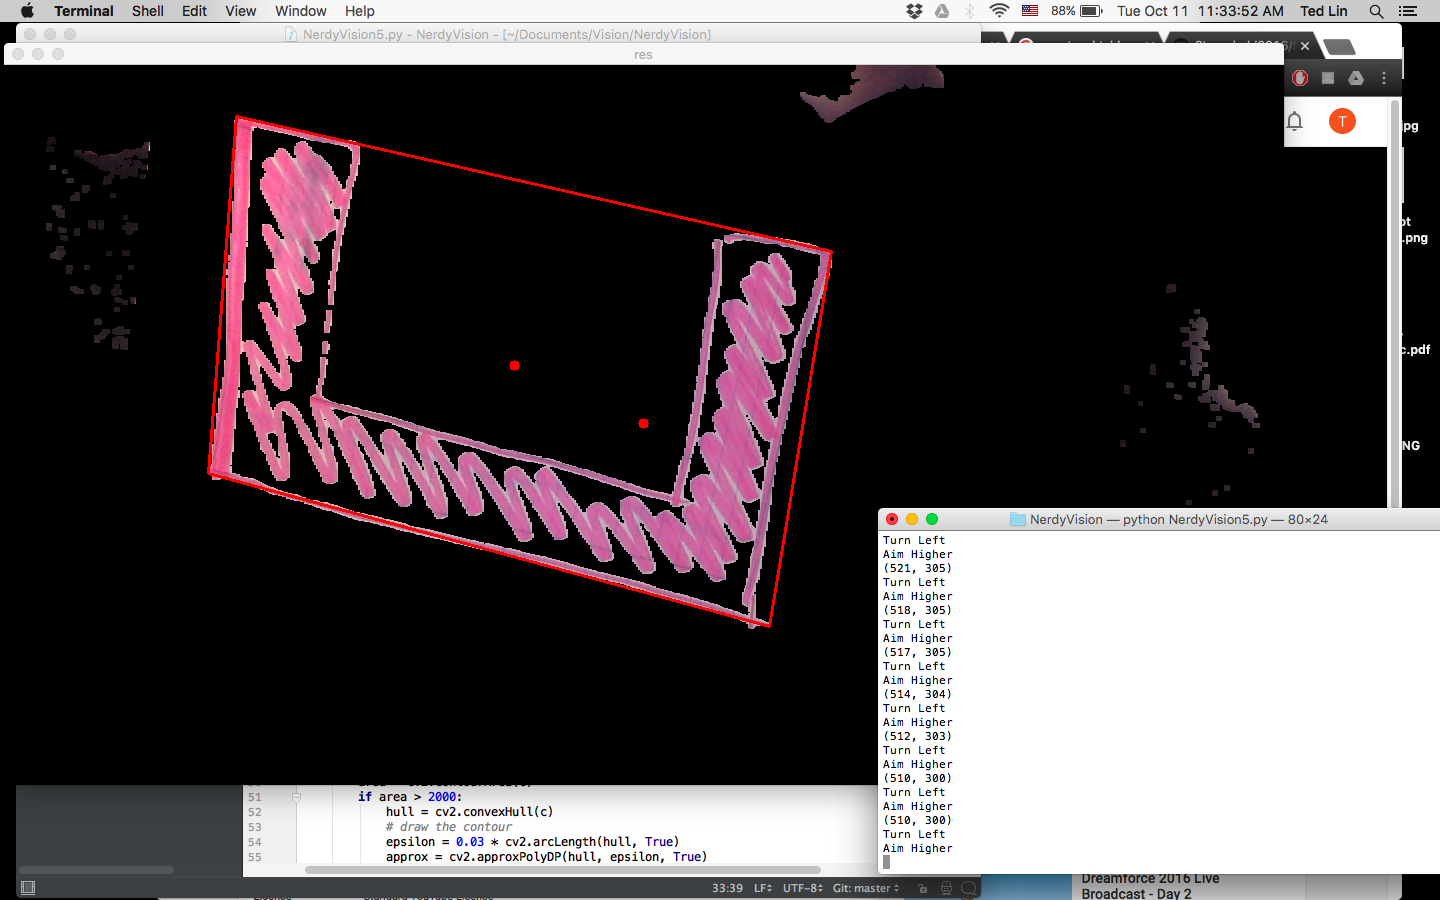 Terminal Shell Edit View Window Help 88% Tue Oct 11 11:33:52 AM Ted Lin
NerdyVision5.py - NerdyVision - [~/Documents/Vision/NerdyVision]
res
T
jpg
pt
.png
c.pdf
NG
NerdyVision — python NerdyVision5.py — 80×24
Turn Left
Aim Higher
(521, 305)
Turn Left
Aim Higher
(518, 305)
Turn Left
Aim Higher
(517, 305)
Turn Left
Aim Higher
(514, 304)
Turn Left
Aim Higher
(512, 303)
Turn Left
Aim Higher
(510, 300)
Turn Left
Aim Higher
(510, 300)
Turn Left
Aim Higher
51 if area > 2000:
52 hull = cv2.convexHull(c)
53 # draw the contour
54 epsilon = 0.03 * cv2.arcLength(hull, True)
55 approx = cv2.approxPolyDP(hull, epsilon, True)
33:39 LF UTF-8 Git: master
Dreamforce 2016 Live
Broadcast - Day 2